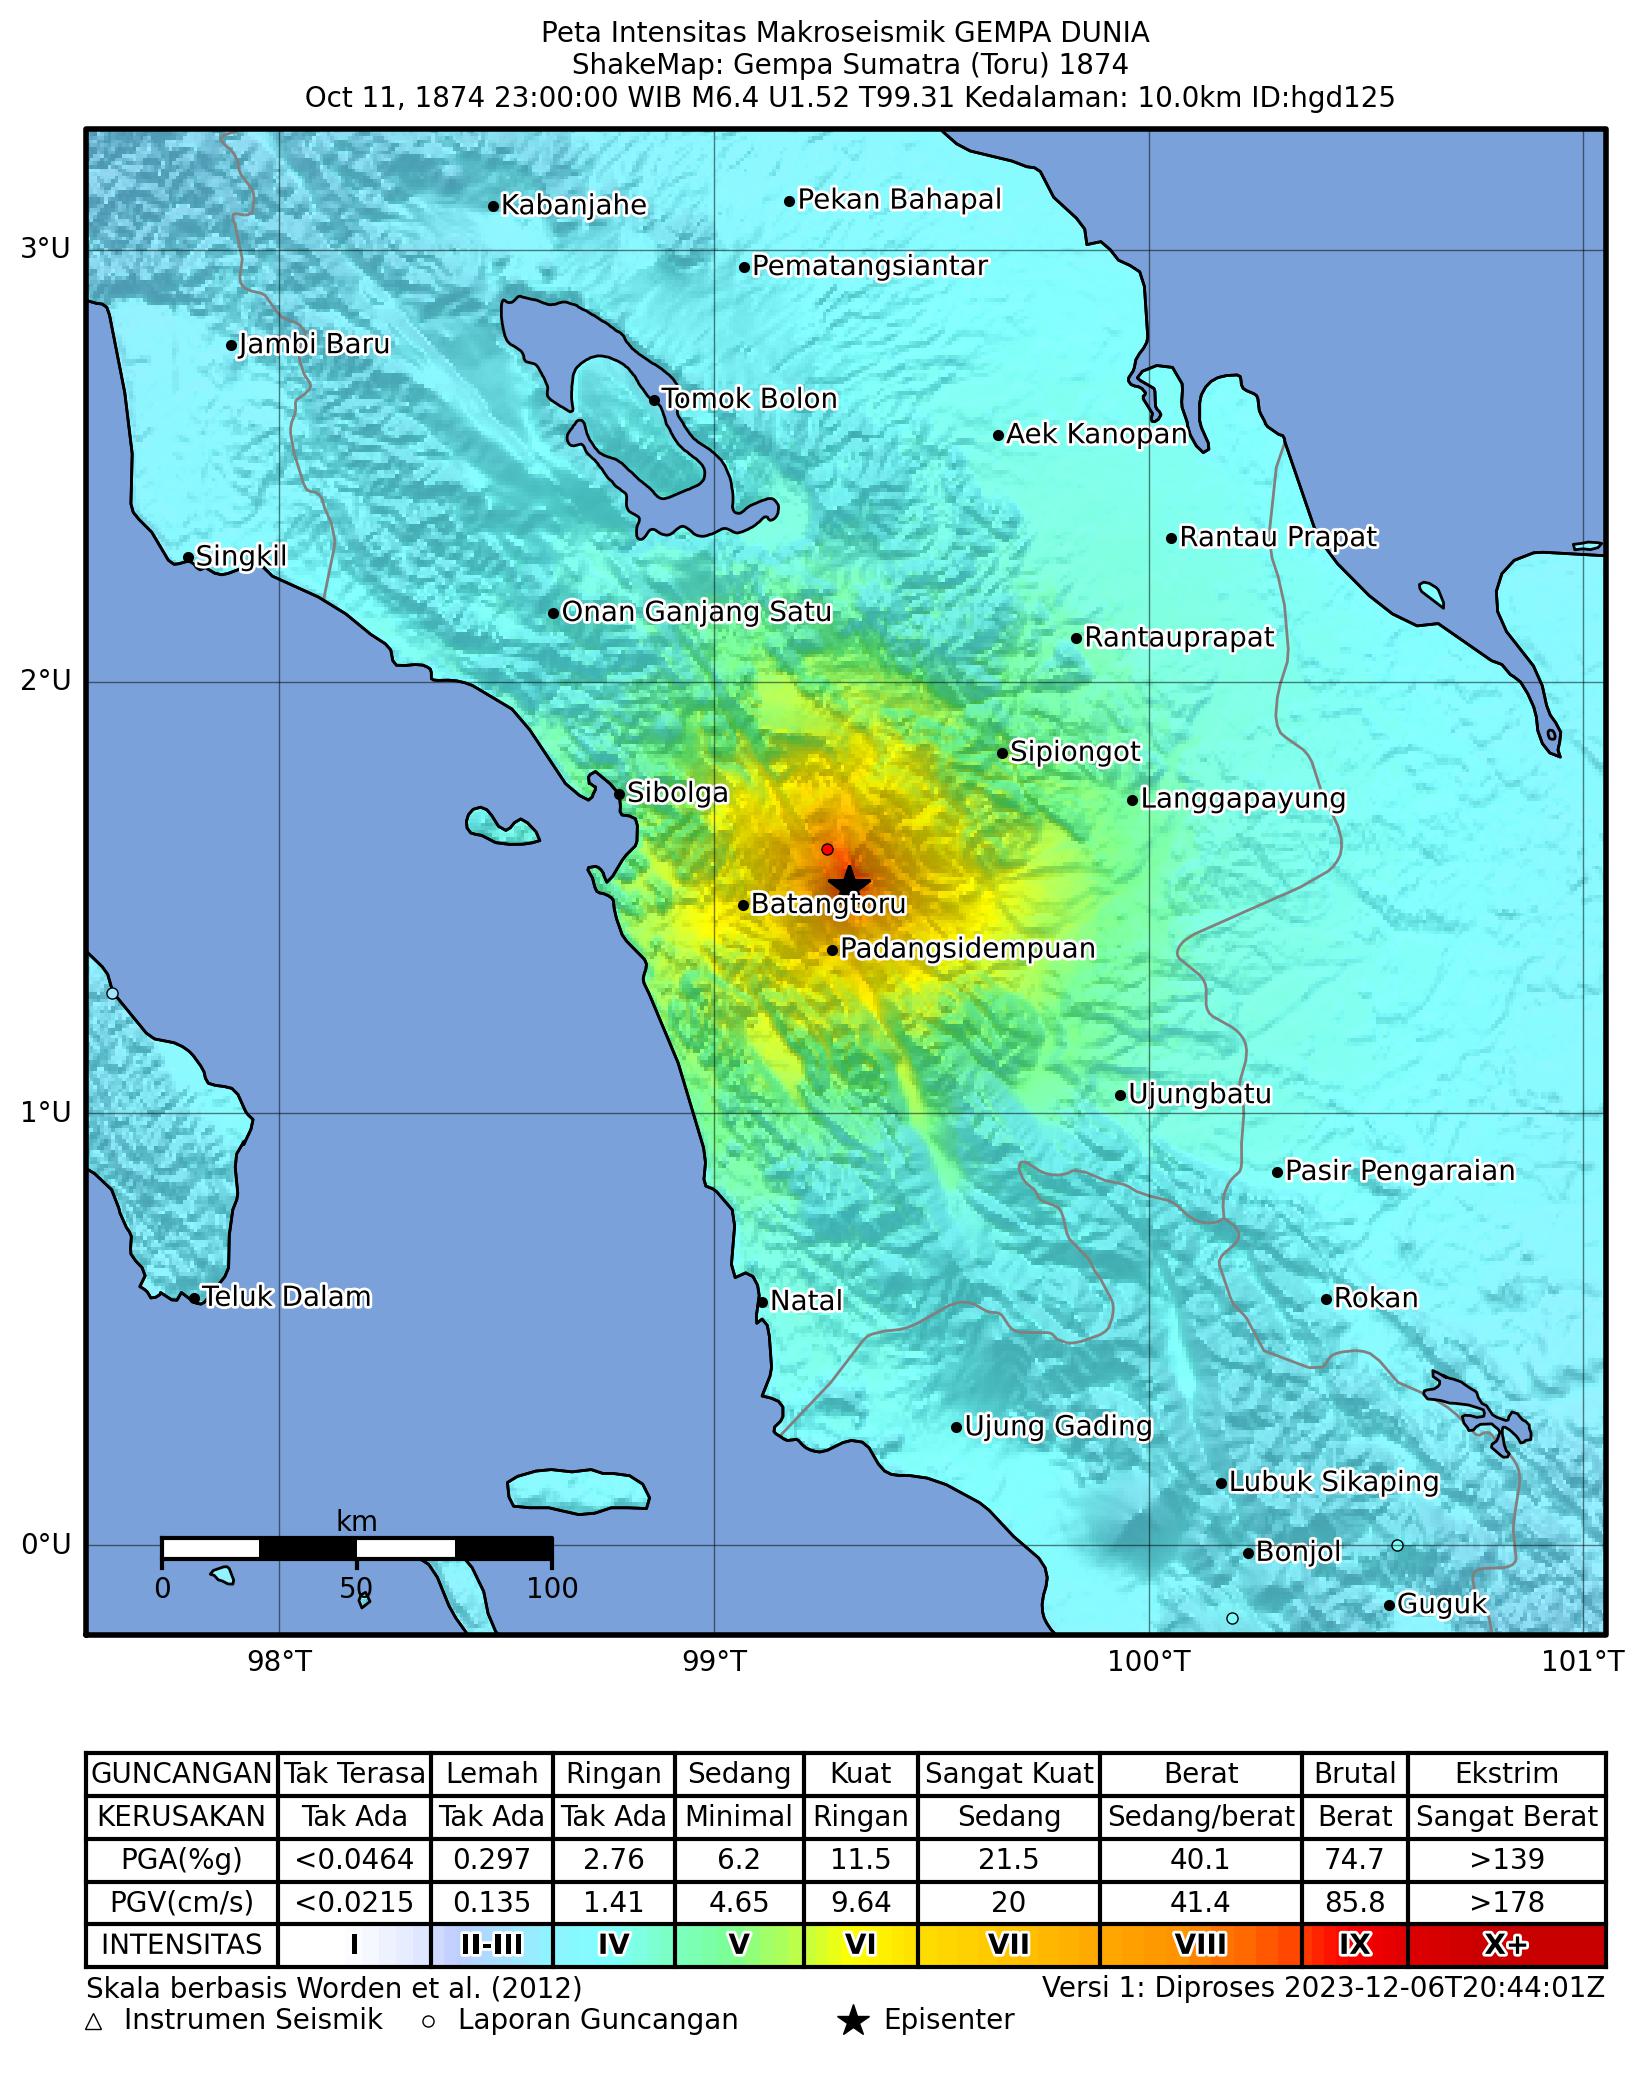 Peta Intensitas Makroseismik GEMPA DUNIA
ShakeMap: Gempa Sumatra (Toru) 1874
Oct 11, 1874 23:00:00 WIB M6.4 U1.52 T99.31 Kedalaman: 10.0km ID:hgd125
Kabanjahe
Pekan Bahapal
3°U
Pematangsiantar
Jambi Baru
Tomok Bolon
Aek Kanopan
Rantau Prapat
Singkil
Onan Ganjang Satu
Rantauprapat
2°U
Sipiongot
Sibolga
Langgapayung
Batangtoru
Padangsidempuan
Ujungbatu
1°U
Pasir Pengaraian
Teluk Dalam
Natal
Rokan
Ujung Gading
Lubuk Sikaping
km
0°U
Bonjol
0 50 100
Guguk
98°T 99°T 100°T 101°T
GUNCANGAN Tak Terasa Lemah Ringan Sedang Kuat Sangat Kuat Berat Brutal Ekstrim
KERUSAKAN Tak Ada Tak Ada Tak Ada Minimal Ringan Sedang Sedang/berat Berat Sangat Berat
PGA(%g) <0.0464 0.297 2.76 6.2 11.5 21.5 40.1 74.7 >139
PGV(cm/s) <0.0215 0.135 1.41 4.65 9.64 20 41.4 85.8 >178
INTENSITAS I II-III IV V VI VII VIII IX X+
Skala berbasis Worden et al. (2012) Versi 1: Diproses 2023-12-06T20:44:01Z
Instrumen Seismik Laporan Guncangan Episenter